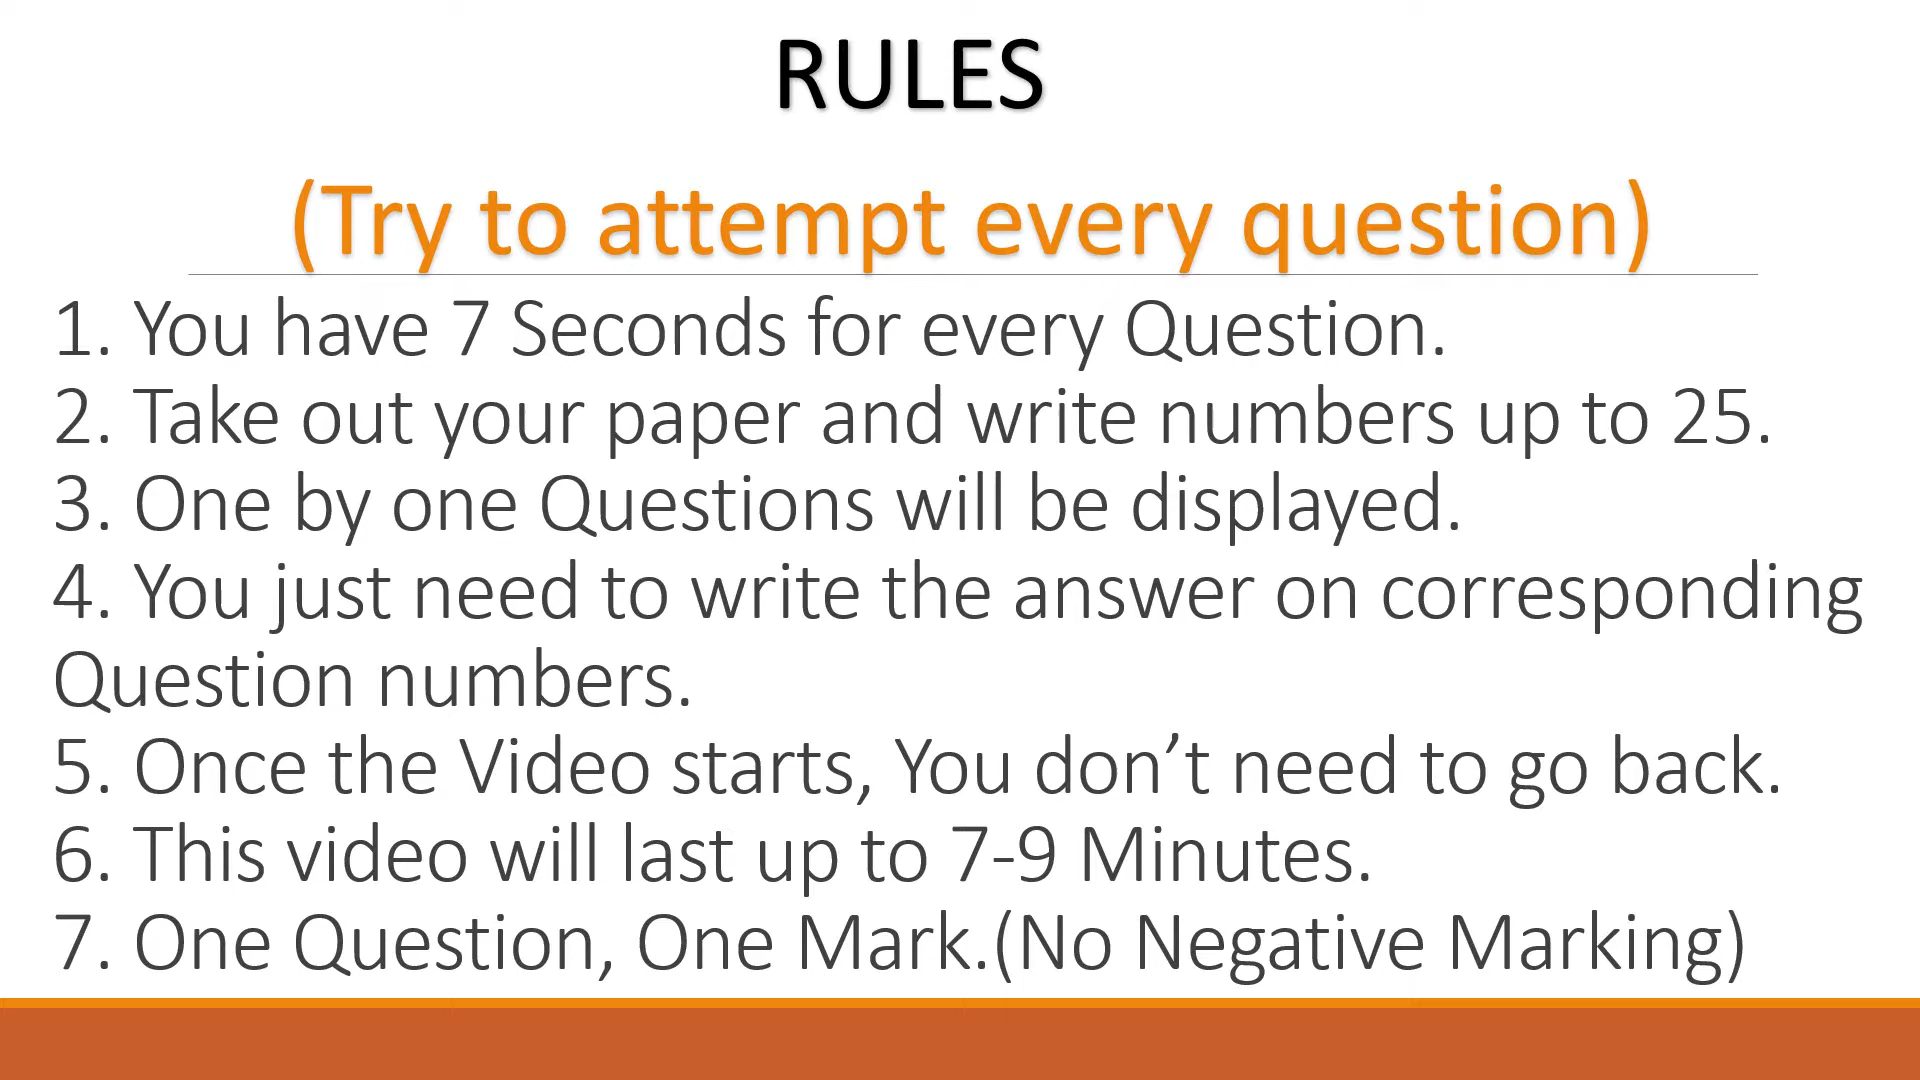 RULES
(Try to attempt every question)
1. You have 7 Seconds for every Question.
2. Take out your paper and write numbers up to 25.
3. One by one Questions will be displayed.
4. You just need to write the answer on corresponding
Question numbers.
5. Once the Video starts, You don’t need to go back.
6. This video will last up to 7-9 Minutes.
7. One Question, One Mark.(No Negative Marking)